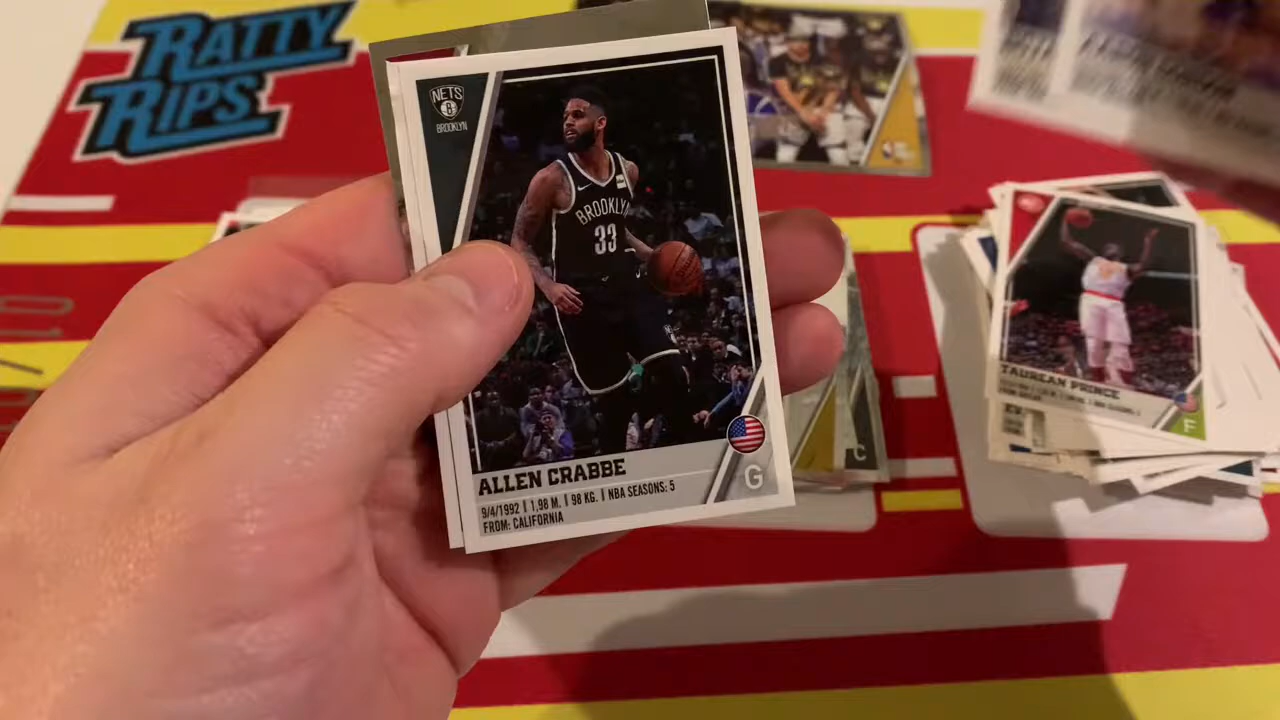 RATTY
RIPS
NETS
B
BROOKLYN
BROOKLYN
33
ALLEN CRABBE
9/4/1992 | 1,98 M. | 98 KG. | NBA SEASONS: 5
FROM: CALIFORNIA
G
TAUREAN PRINCE
F
C